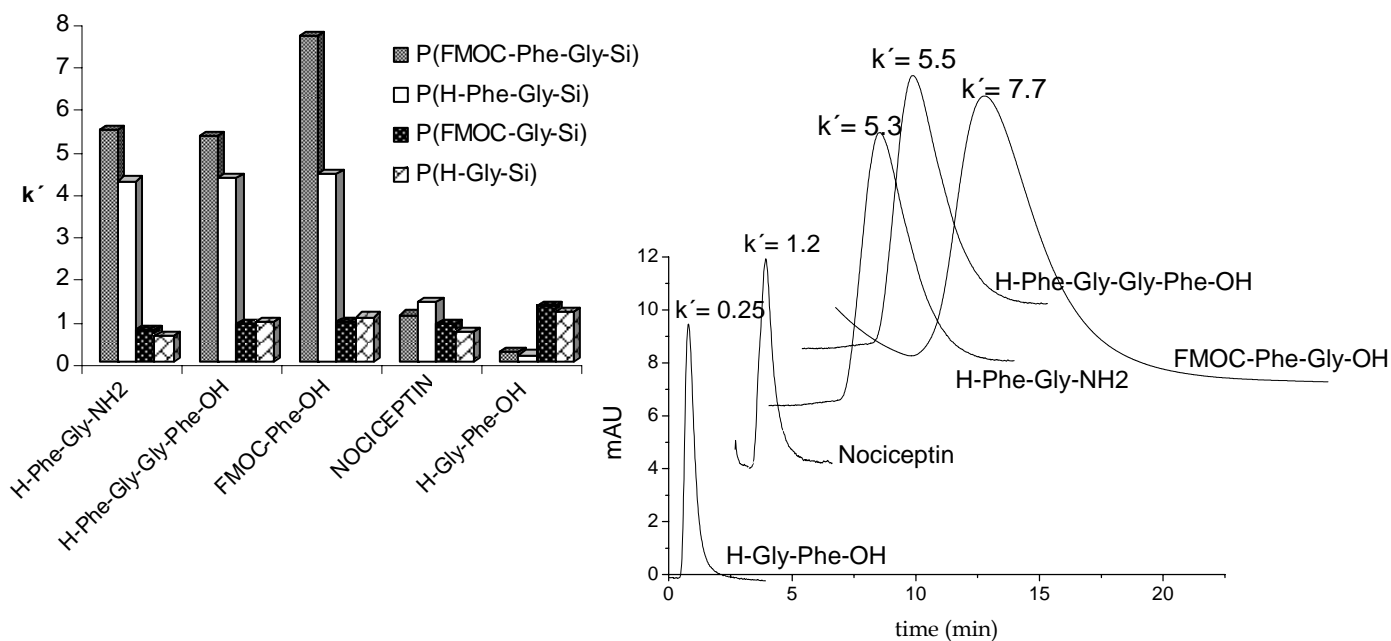 8
7
6
5
k´
4
3
2
1
0
P(FMOC-Phe-Gly-Si)
P(H-Phe-Gly-Si)
P(FMOC-Gly-Si)
P(H-Gly-Si)
H-Phe-Gly-NH2
H-Phe-Gly-Gly-Phe-OH
FMOC-Phe-OH
NOCICEPTIN
H-Gly-Phe-OH
k´= 5.5
k´= 7.7
k´= 5.3
k´= 1.2
k´= 0.25
12
10
8
6
4
2
0
mAU
H-Phe-Gly-Gly-Phe-OH
FMOC-Phe-Gly-OH
H-Phe-Gly-NH2
Nociceptin
H-Gly-Phe-OH
0 5 10 15 20
time (min)